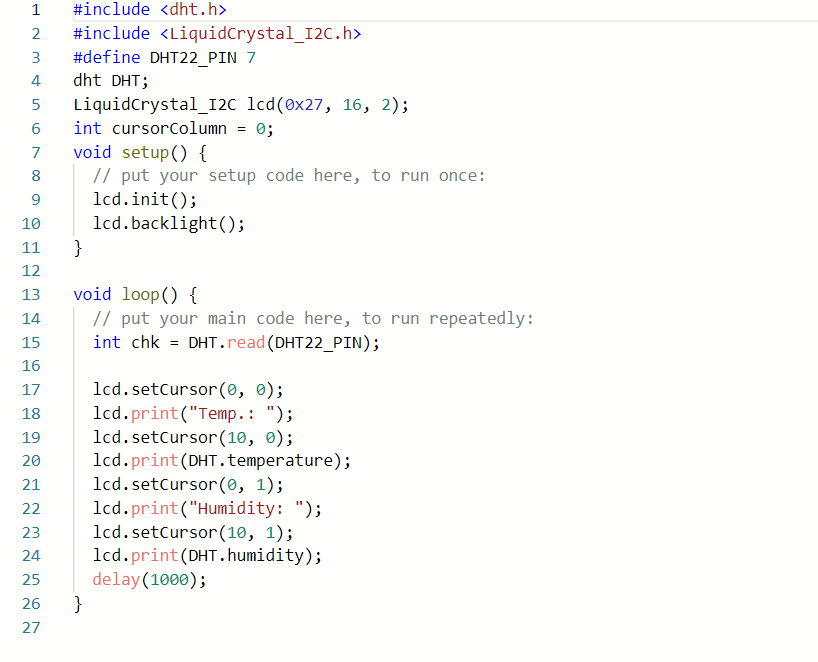 1 #include <dht.h>
2 #include <LiquidCrystal_I2C.h>
3 #define DHT22_PIN 7
4 dht DHT;
5 LiquidCrystal_I2C lcd(0x27, 16, 2);
6 int cursorColumn = 0;
7 void setup() {
8   // put your setup code here, to run once:
9   lcd.init();
10   lcd.backlight();
11 }
12
13 void loop() {
14   // put your main code here, to run repeatedly:
15   int chk = DHT.read(DHT22_PIN);
16
17   lcd.setCursor(0, 0);
18   lcd.print("Temp.: ");
19   lcd.setCursor(10, 0);
20   lcd.print(DHT.temperature);
21   lcd.setCursor(0, 1);
22   lcd.print("Humidity: ");
23   lcd.setCursor(10, 1);
24   lcd.print(DHT.humidity);
25   delay(1000);
26 }
27